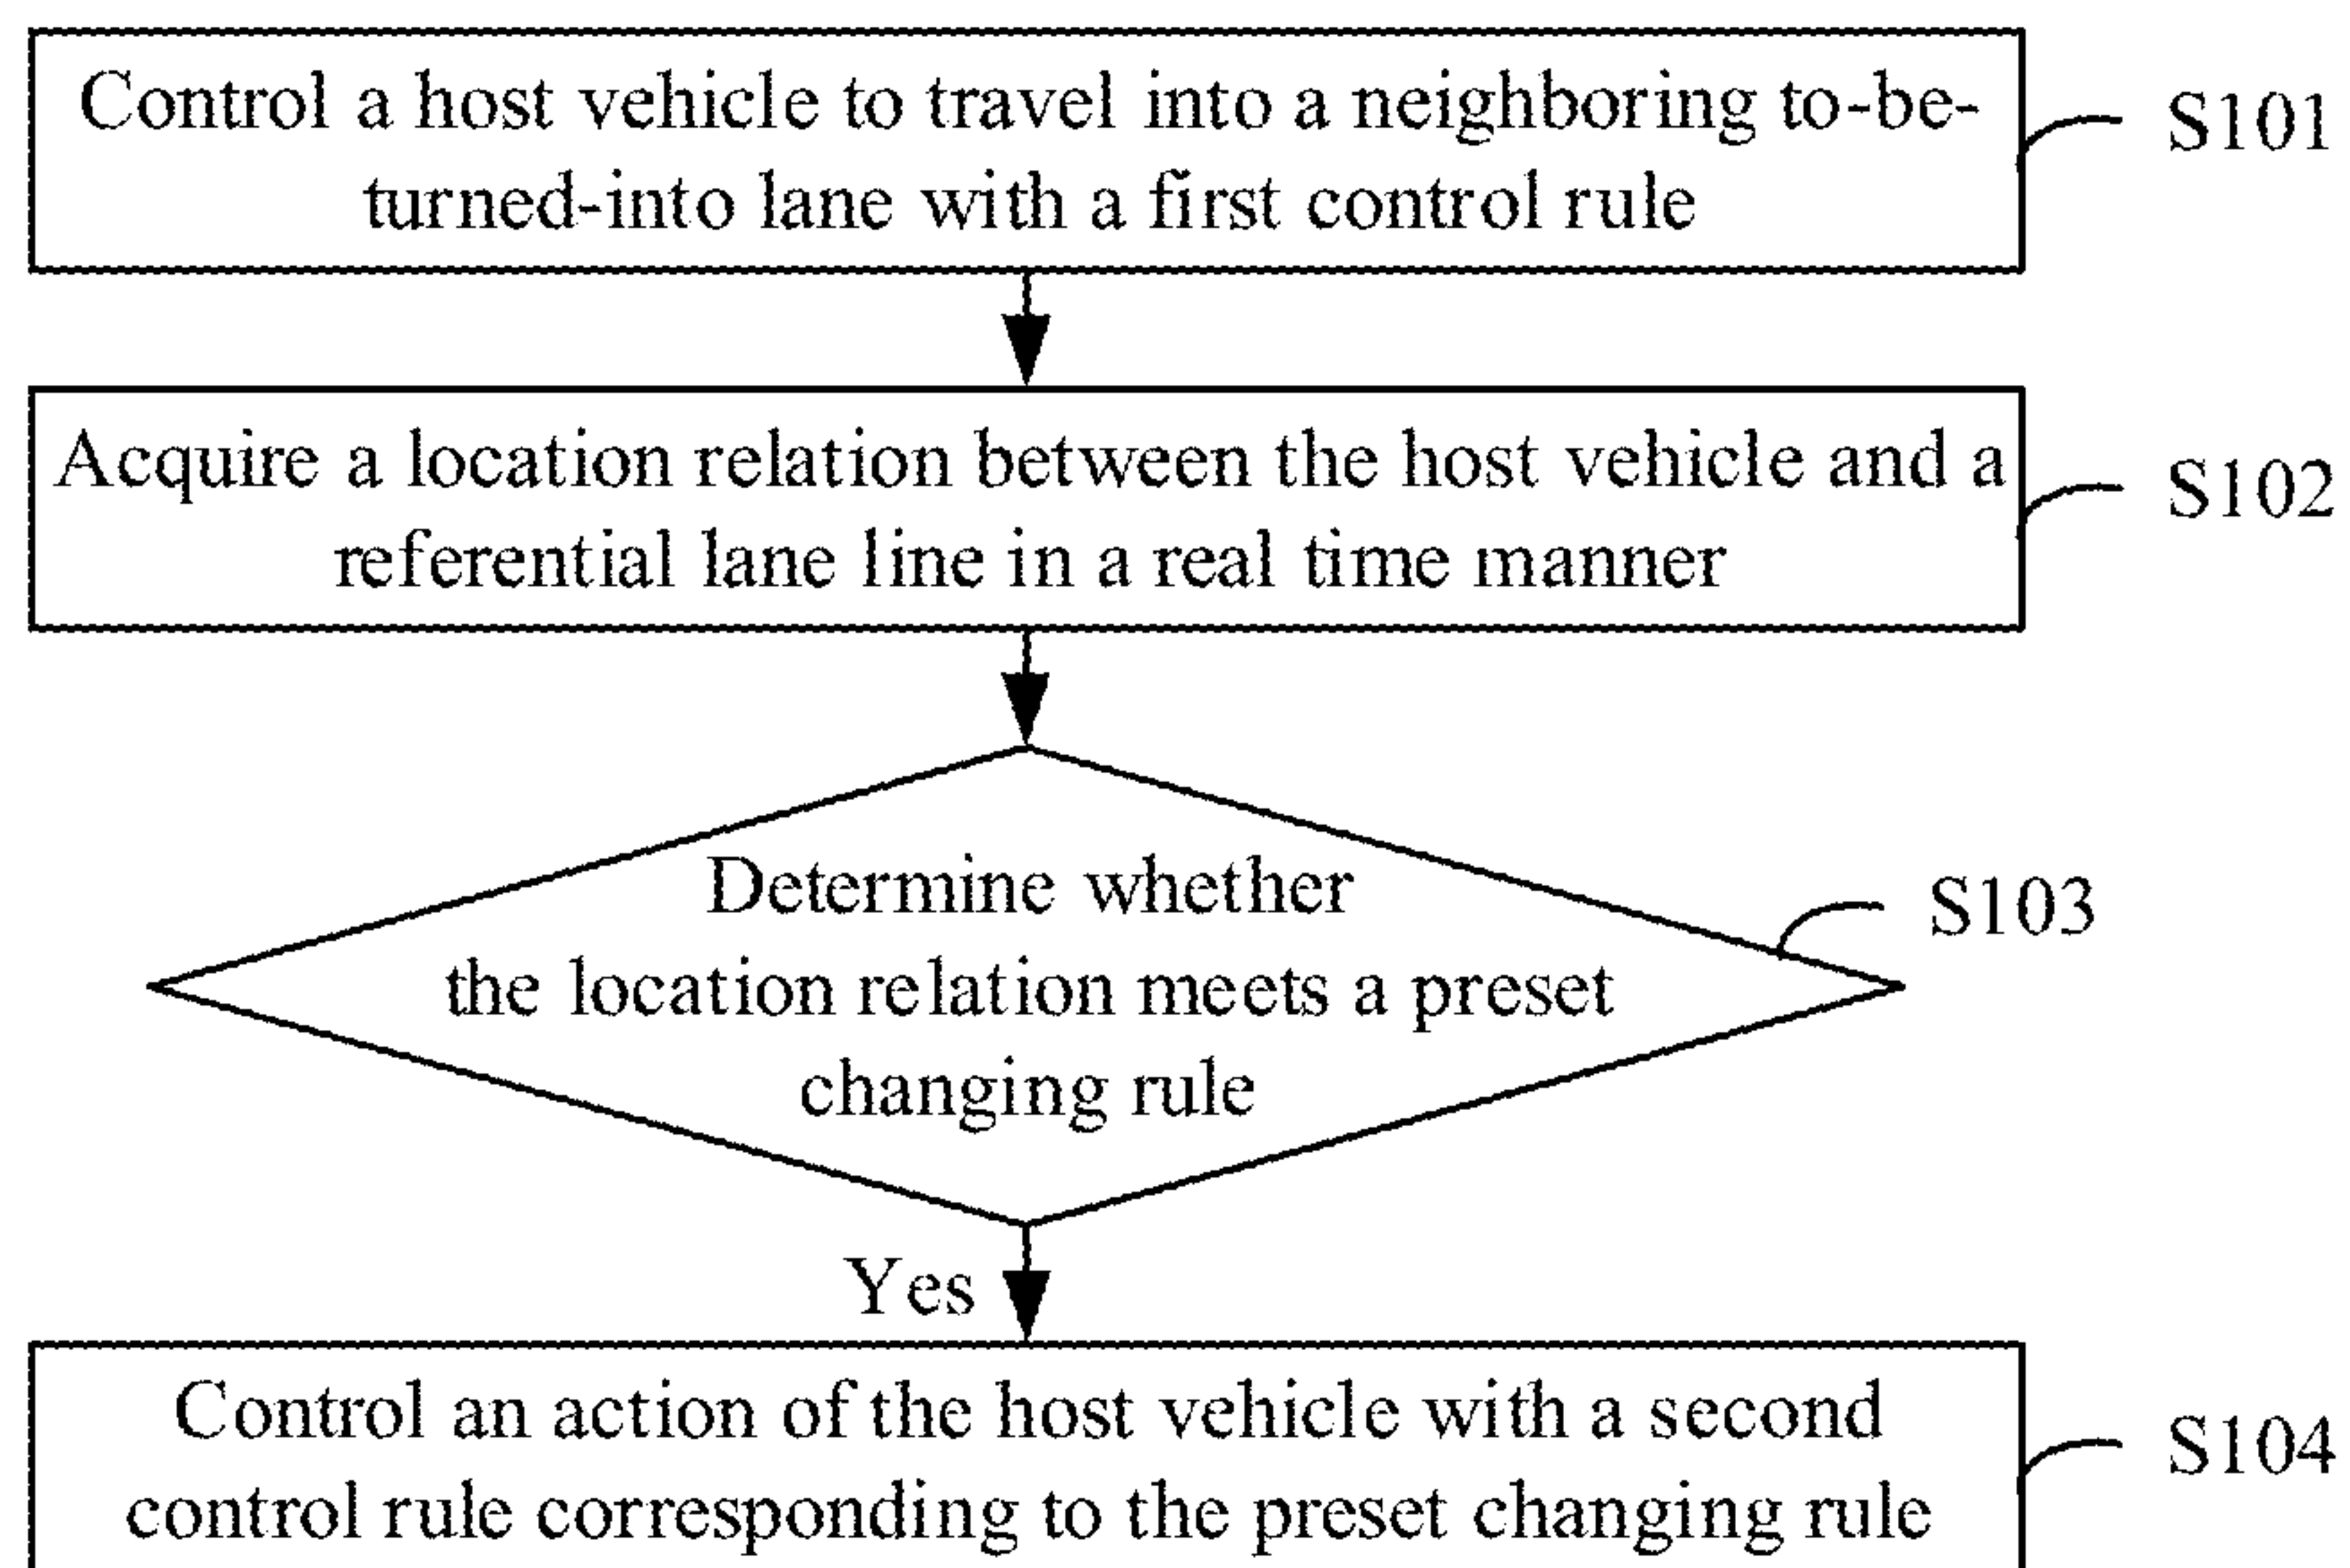 Control a host vehicle to travel into a neighboring to-be-
turned-into lane with a first control rule
S101
Acquire a location relation between the host vehicle and a
referential lane line in a real time manner
S102
Determine whether
the location relation meets a preset
changing rule
S103
Yes
Control an action of the host vehicle with a second
control rule corresponding to the preset changing rule
S104